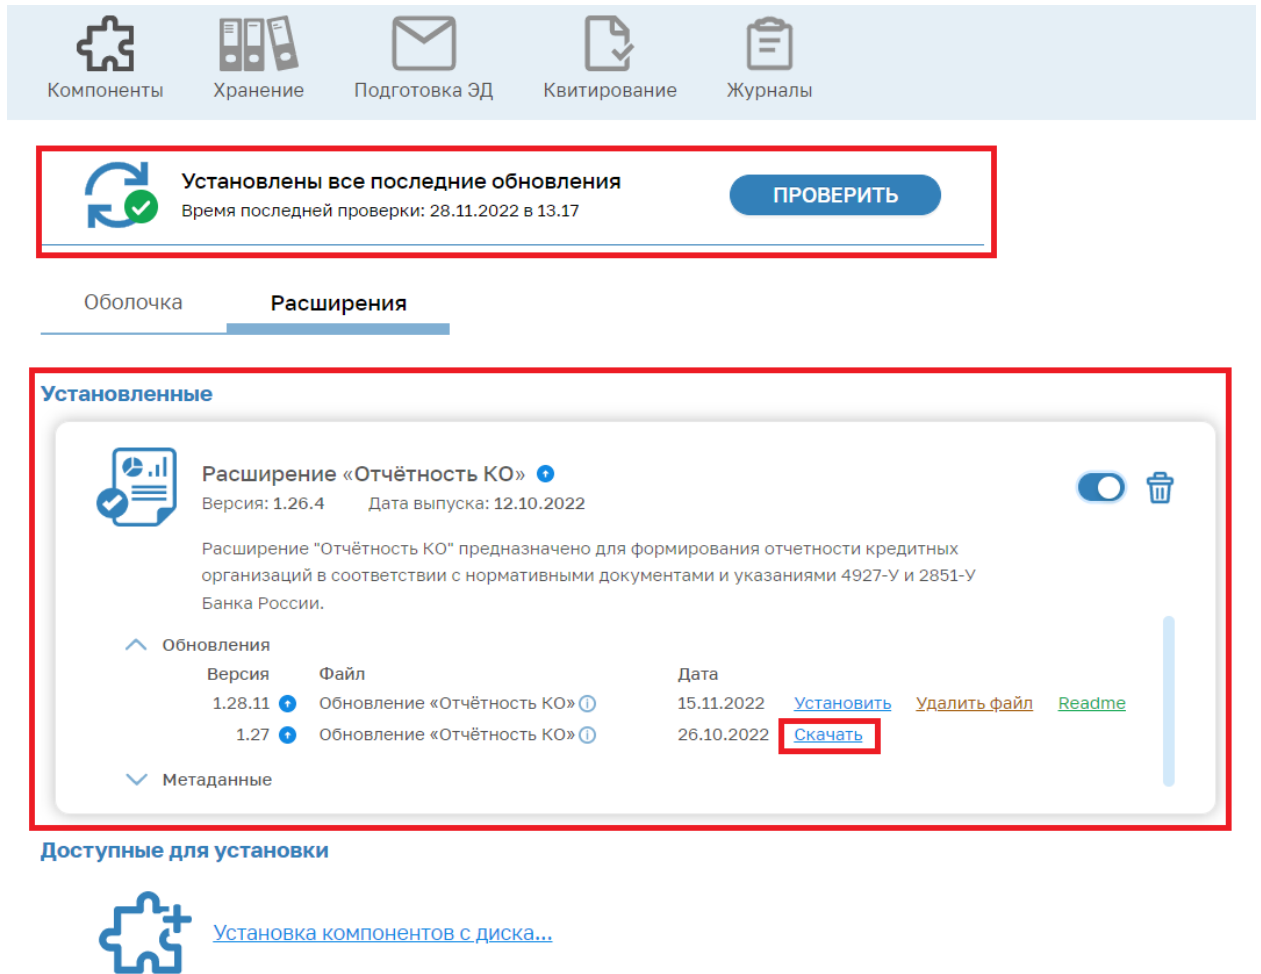 Компоненты Хранение Подготовка ЭД Квитирование Журналы
Установлены все последние обновления
Время последней проверки: 28.11.2022 в 13.17
ПРОВЕРИТЬ
Оболочка Расширения
Установленные
Расширение «Отчётность КО»
Версия: 1.26.4 Дата выпуска: 12.10.2022
Расширение "Отчётность КО" предназначено для формирования отчетности кредитных
организаций в соответствии с нормативными документами и указаниями 4927-У и 2851-У
Банка России.
Обновления
Версия Файл Дата
1.28.11 Обновление «Отчётность КО» 15.11.2022 Установить Удалить файл Readme
1.27 Обновление «Отчётность КО» 26.10.2022 Скачать
Метаданные
Доступные для установки
Установка компонентов с диска...